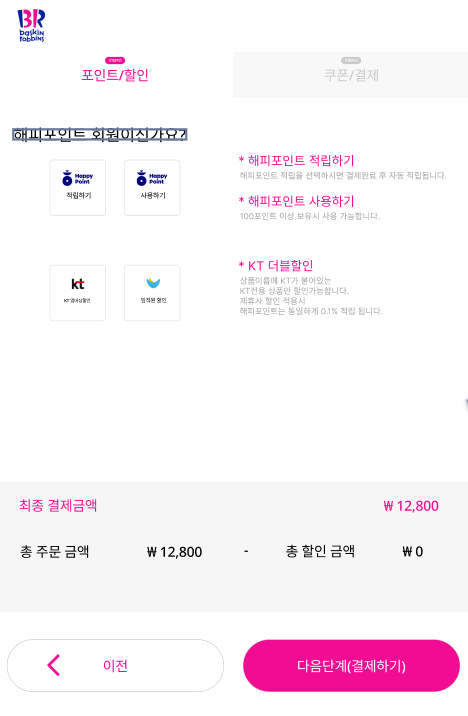 BR
baskin
robbins
포인트/할인
쿠폰/결제
해피포인트 회원이신가요?
Happy
Point
적립하기
Happy
Point
사용하기
* 해피포인트 적립하기
해피포인트 적립을 선택하시면 결제완료 후 자동 적립됩니다.
* 해피포인트 사용하기
100포인트 이상 보유시 사용 가능합니다.
kt
KT 멤버십할인
임직원 할인
* KT 더블할인
상품이름에 KT가 붙어있는
KT전용 상품만 할인가능합니다.
제휴사 할인 적용시
해피포인트는 동일하게 0.1% 적립 됩니다.
최종 결제금액
₩ 12,800
총 주문 금액
₩ 12,800
-
총 할인 금액
₩ 0
이전
다음단계(결제하기)